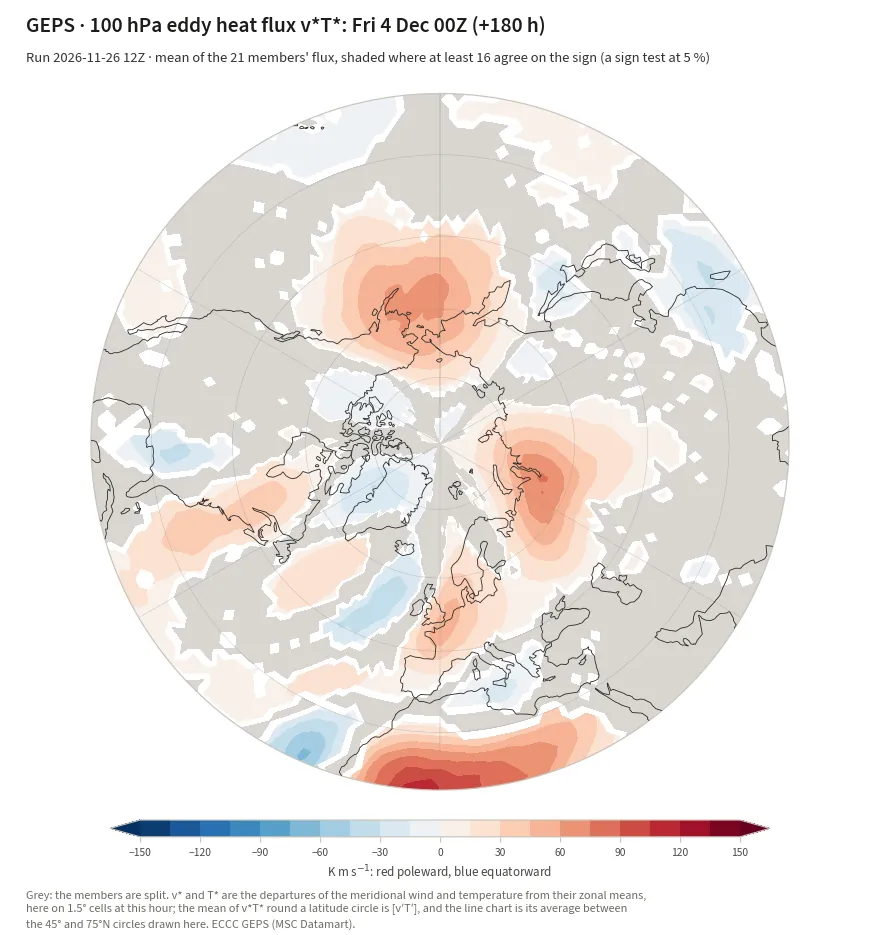 GEPS · 100 hPa eddy heat flux v*T*: Fri 4 Dec 00Z (+180 h)
Run 2026-11-26 12Z · mean of the 21 members' flux, shaded where at least 16 agree on the sign (a sign test at 5 %)
−150 −120 −90 −60 −30 0 30 60 90 120 150
K m s⁻¹: red poleward, blue equatorward
Grey: the members are split. v* and T* are the departures of the meridional wind and temperature from their zonal means,
here on 1.5° cells at this hour; the mean of v*T* round a latitude circle is [v'T'], and the line chart is its average between
the 45° and 75°N circles drawn here. ECCC GEPS (MSC Datamart).